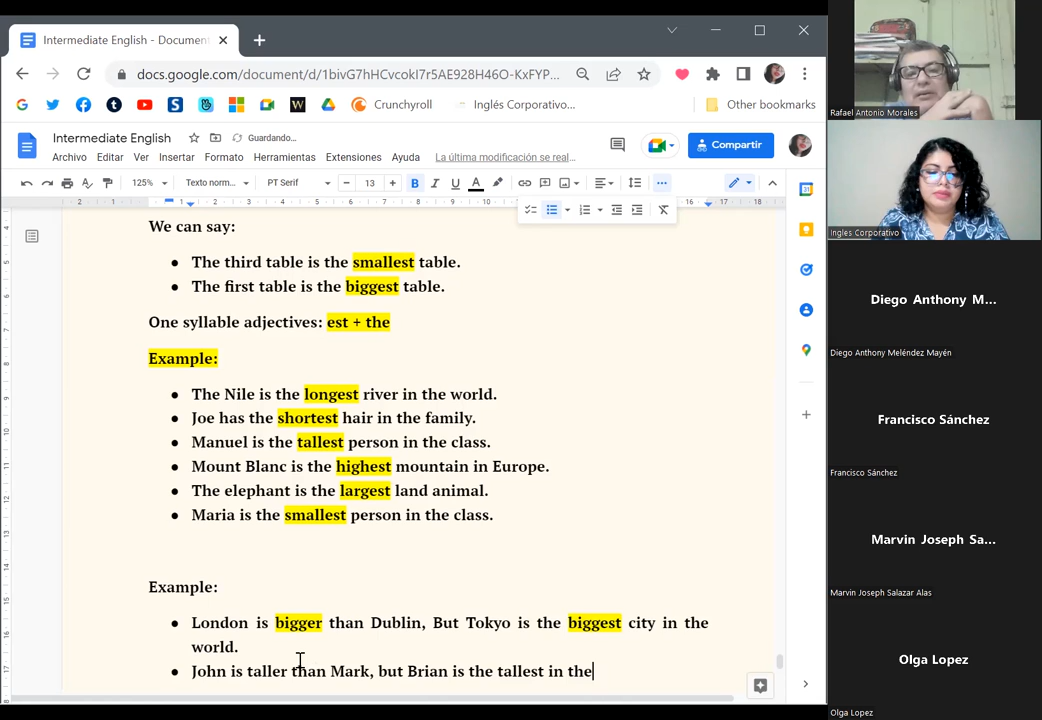 Intermediate English - Document
docs.google.com/document/d/1bivG7hHCvcokI7r5AE928H46O-KxFYP...
Crunchyroll
Inglés Corporativo...
Other bookmarks
Intermediate English
Guardando...
Archivo Editar Ver Insertar Formato Herramientas Extensiones Ayuda La última modificación se real...
Compartir
125% Texto norm... PT Serif 13
We can say:
● The third table is the smallest table.
● The first table is the biggest table.
One syllable adjectives: est + the
Example:
● The Nile is the longest river in the world.
● Joe has the shortest hair in the family.
● Manuel is the tallest person in the class.
● Mount Blanc is the highest mountain in Europe.
● The elephant is the largest land animal.
● Maria is the smallest person in the class.
Example:
● London is bigger than Dublin, But Tokyo is the biggest city in the
world.
● John is taller than Mark, but Brian is the tallest in the
Rafael Antonio Morales
Ingles Corporativo
Diego Anthony M...
Diego Anthony Meléndez Mayén
Francisco Sánchez
Francisco Sánchez
Marvin Joseph Sa...
Marvin Joseph Salazar Alas
Olga Lopez
Olga Lopez